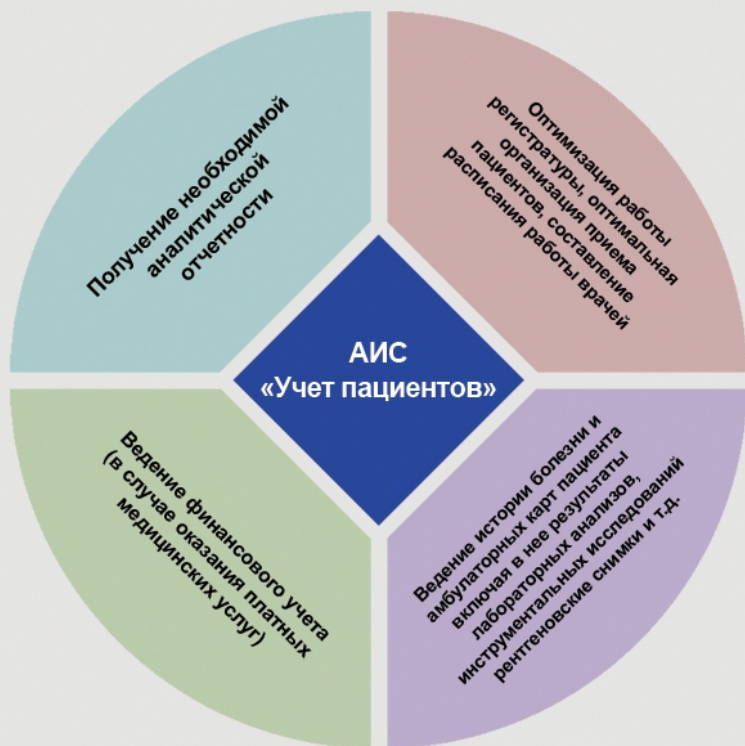 Получение необходимой
аналитической
отчетности
Оптимизация работы
регистратуры, оптимальная
организация приема
пациентов, составление
расписания работы врачей
АИС
«Учет пациентов»
Ведение финансового учета
(в случае оказания платных
медицинских услуг)
Ведение истории болезни и
амбулаторных карт пациента
включая в нее результаты
лабораторных анализов,
инструментальных исследований
рентгеновские снимки и т.д.